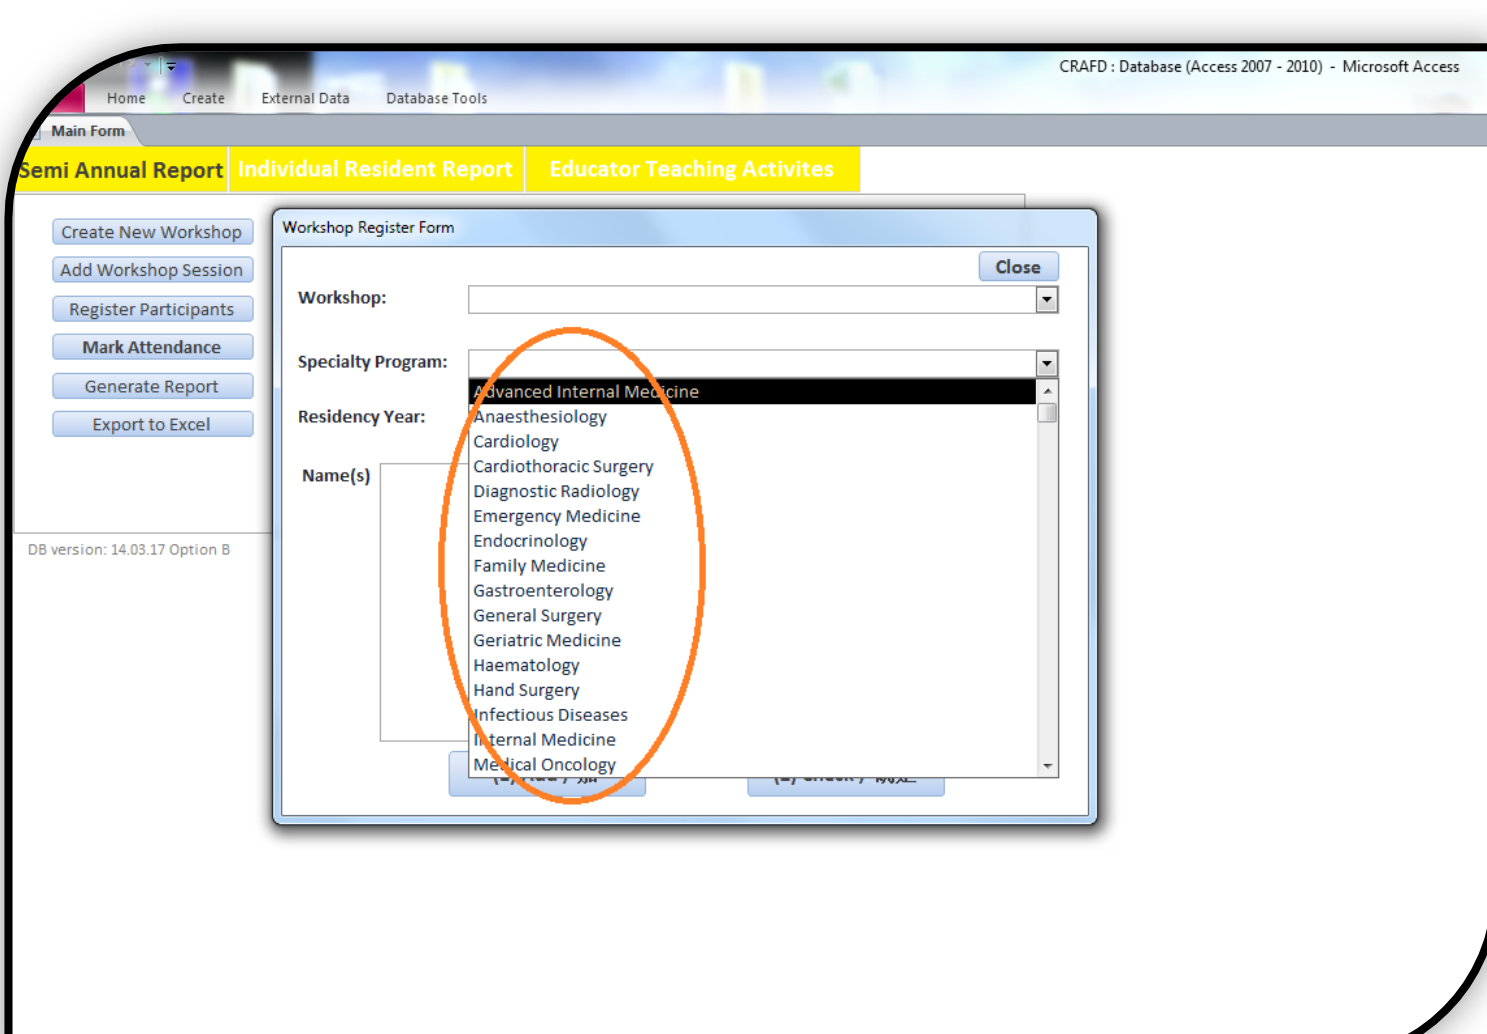 CRAFD : Database (Access 2007 - 2010) - Microsoft Access
Home Create External Data Database Tools
Main Form
Semi Annual Report Individual Resident Report Educator Teaching Activites
Create New Workshop
Add Workshop Session
Register Participants
Mark Attendance
Generate Report
Export to Excel
DB version: 14.03.17 Option B
Workshop Register Form
Close
Workshop:
Specialty Program:
Advanced Internal Medicine
Anaesthesiology
Cardiology
Cardiothoracic Surgery
Diagnostic Radiology
Emergency Medicine
Endocrinology
Family Medicine
Gastroenterology
General Surgery
Geriatric Medicine
Haematology
Hand Surgery
Infectious Diseases
Internal Medicine
Medical Oncology
Residency Year:
Name(s)